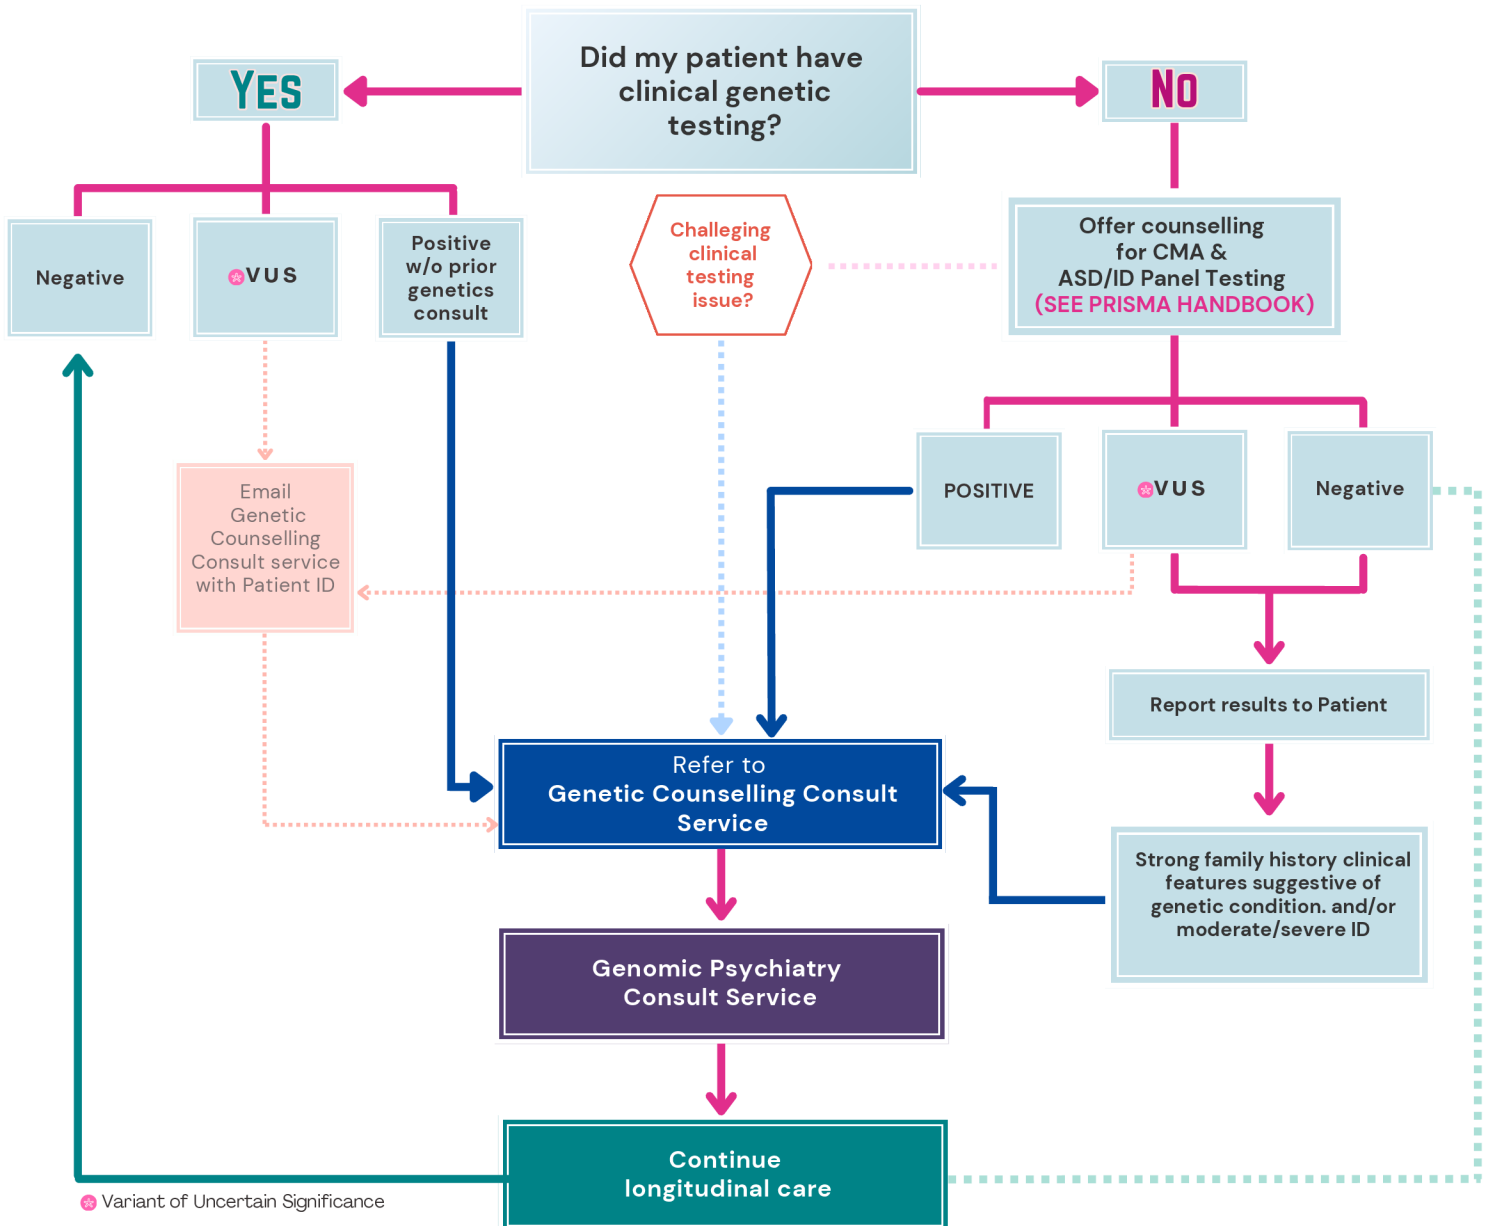 Did my patient have
clinical genetic
testing?
YES
NO
Negative
VUS
Positive
w/o prior
genetics
consult
Challeging
clinical
testing
issue?
Offer counselling
for CMA &
ASD/ID Panel Testing
(SEE PRISMA HANDBOOK)
Email
Genetic
Counselling
Consult service
with Patient ID
POSITIVE
VUS
Negative
Report results to Patient
Refer to
Genetic Counselling Consult
Service
Strong family history clinical
features suggestive of
genetic condition. and/or
moderate/severe ID
Genomic Psychiatry
Consult Service
Continue
longitudinal care
Variant of Uncertain Significance